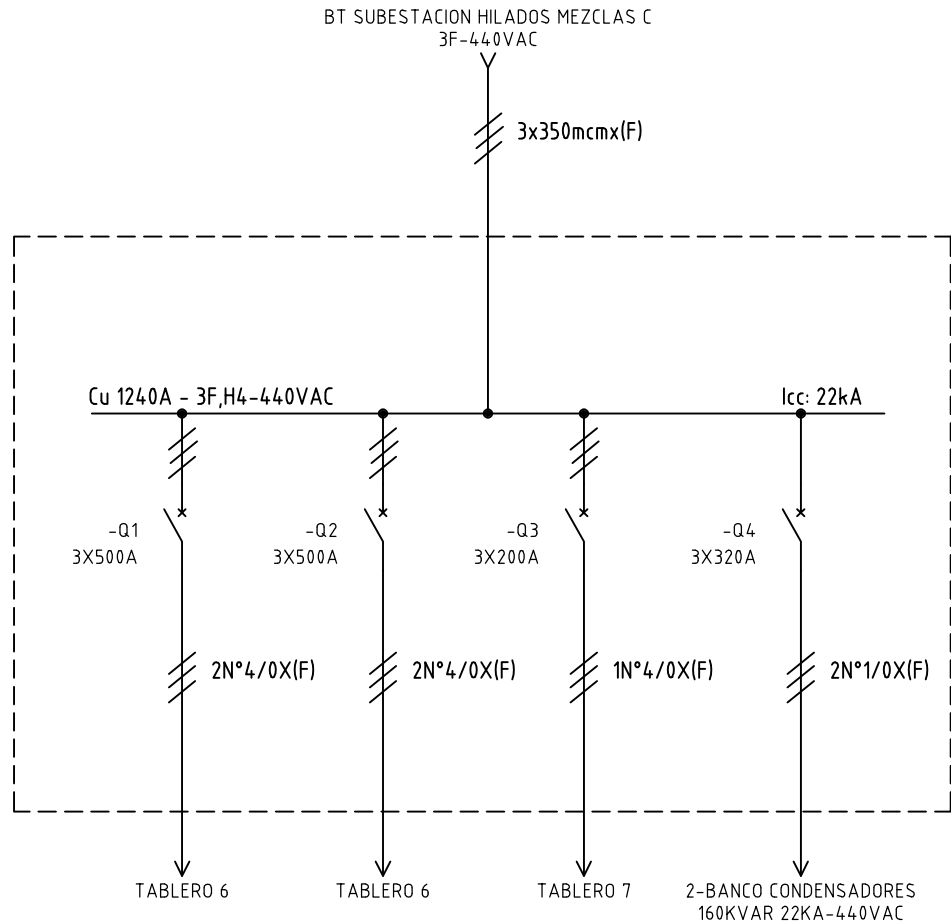 BT SUBESTACION HILADOS MEZCLAS C
3F-440VAC
3x350mcmx(F)
Cu 1240A - 3F,H4-440VAC
Icc: 22kA
-Q1
3X500A
-Q2
3X500A
-Q3
3X200A
-Q4
3X320A
2N°4/0X(F)
2N°4/0X(F)
1N°4/0X(F)
2N°1/0X(F)
TABLERO 6
TABLERO 6
TABLERO 7
2-BANCO CONDENSADORES
160KVAR 22KA-440VAC